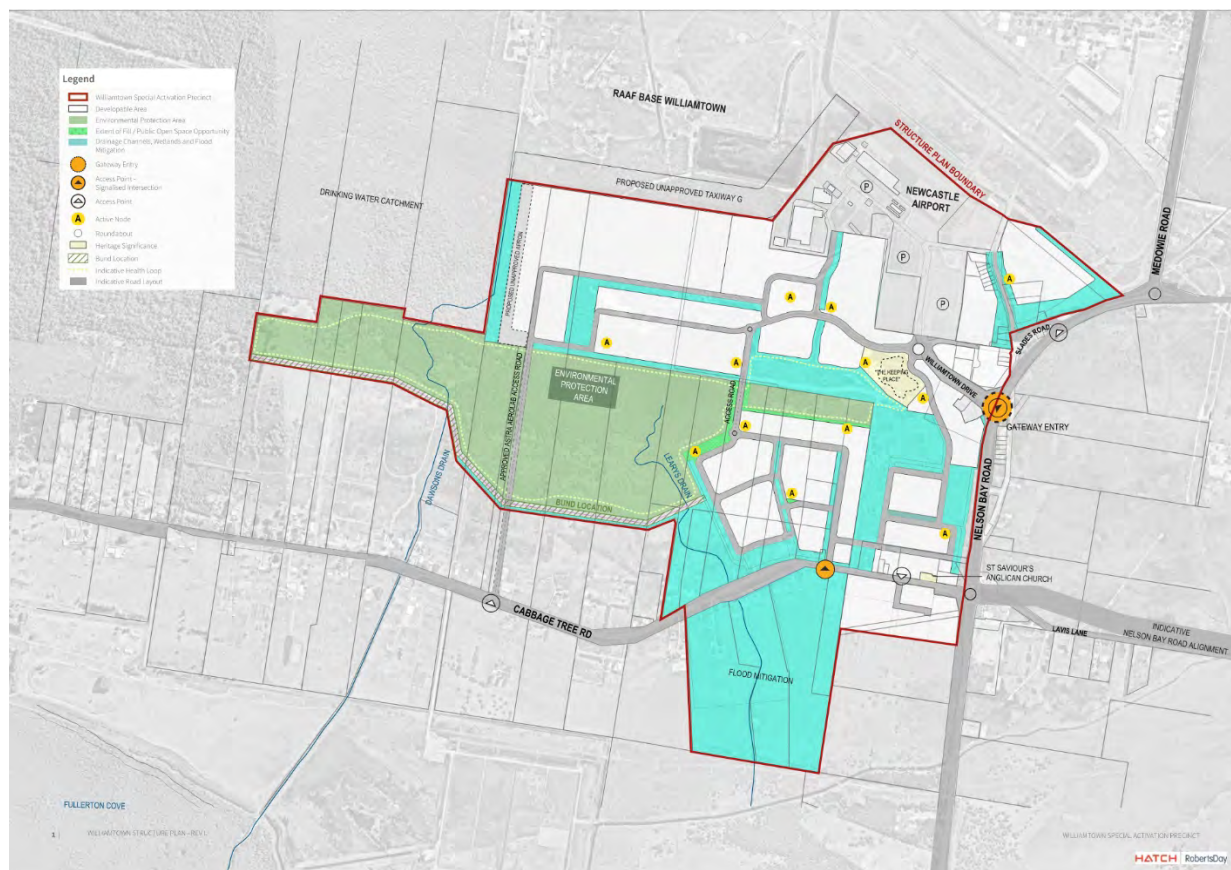 Legend
Williamtown Special Activation Precinct
Developable Area
Environmental Protection Area
Extent of Fill / Public Open Space Opportunity
Drainage Channels, Wetlands and Flood
Mitigation
Gateway Entry
Access Point –
Signalised Intersection
Access Point
A
Active Node
Roundabout
Heritage Significance
Bund Location
Indicative Health Loop
Indicative Road Layout
RAAF BASE WILLIAMTOWN
STRUCTURE PLAN BOUNDARY
DRINKING WATER CATCHMENT
PROPOSED UNAPPROVED TAXIWAY G
P
NEWCASTLE
AIRPORT
MEDOWIE ROAD
PROPOSED UNAPPROVED APRON
P
A
P
A
A
SLADES ROAD
A
A
A
"THE KEEPING
PLACE"
WILLIAMTOWN DRIVE
APPROVED ASTRA AEROLAB ACCESS ROAD
ENVIRONMENTAL
PROTECTION
AREA
ACCESS ROAD
A
GATEWAY ENTRY
A
A
A
LEARYS DRAIN
DAWSONS DRAIN
NELSON BAY ROAD
A
BUND LOCATION
A
ST SAVIOUR'S
ANGLICAN CHURCH
CABBAGE TREE RD
LAVIS LANE
INDICATIVE
NELSON BAY ROAD ALIGNMENT
FLOOD MITIGATION
FULLERTON COVE
1 |
WILLIAMTOWN STRUCTURE PLAN - REV L
WILLIAMTOWN SPECIAL ACTIVATION PRECINCT
HATCH | RobertsDay